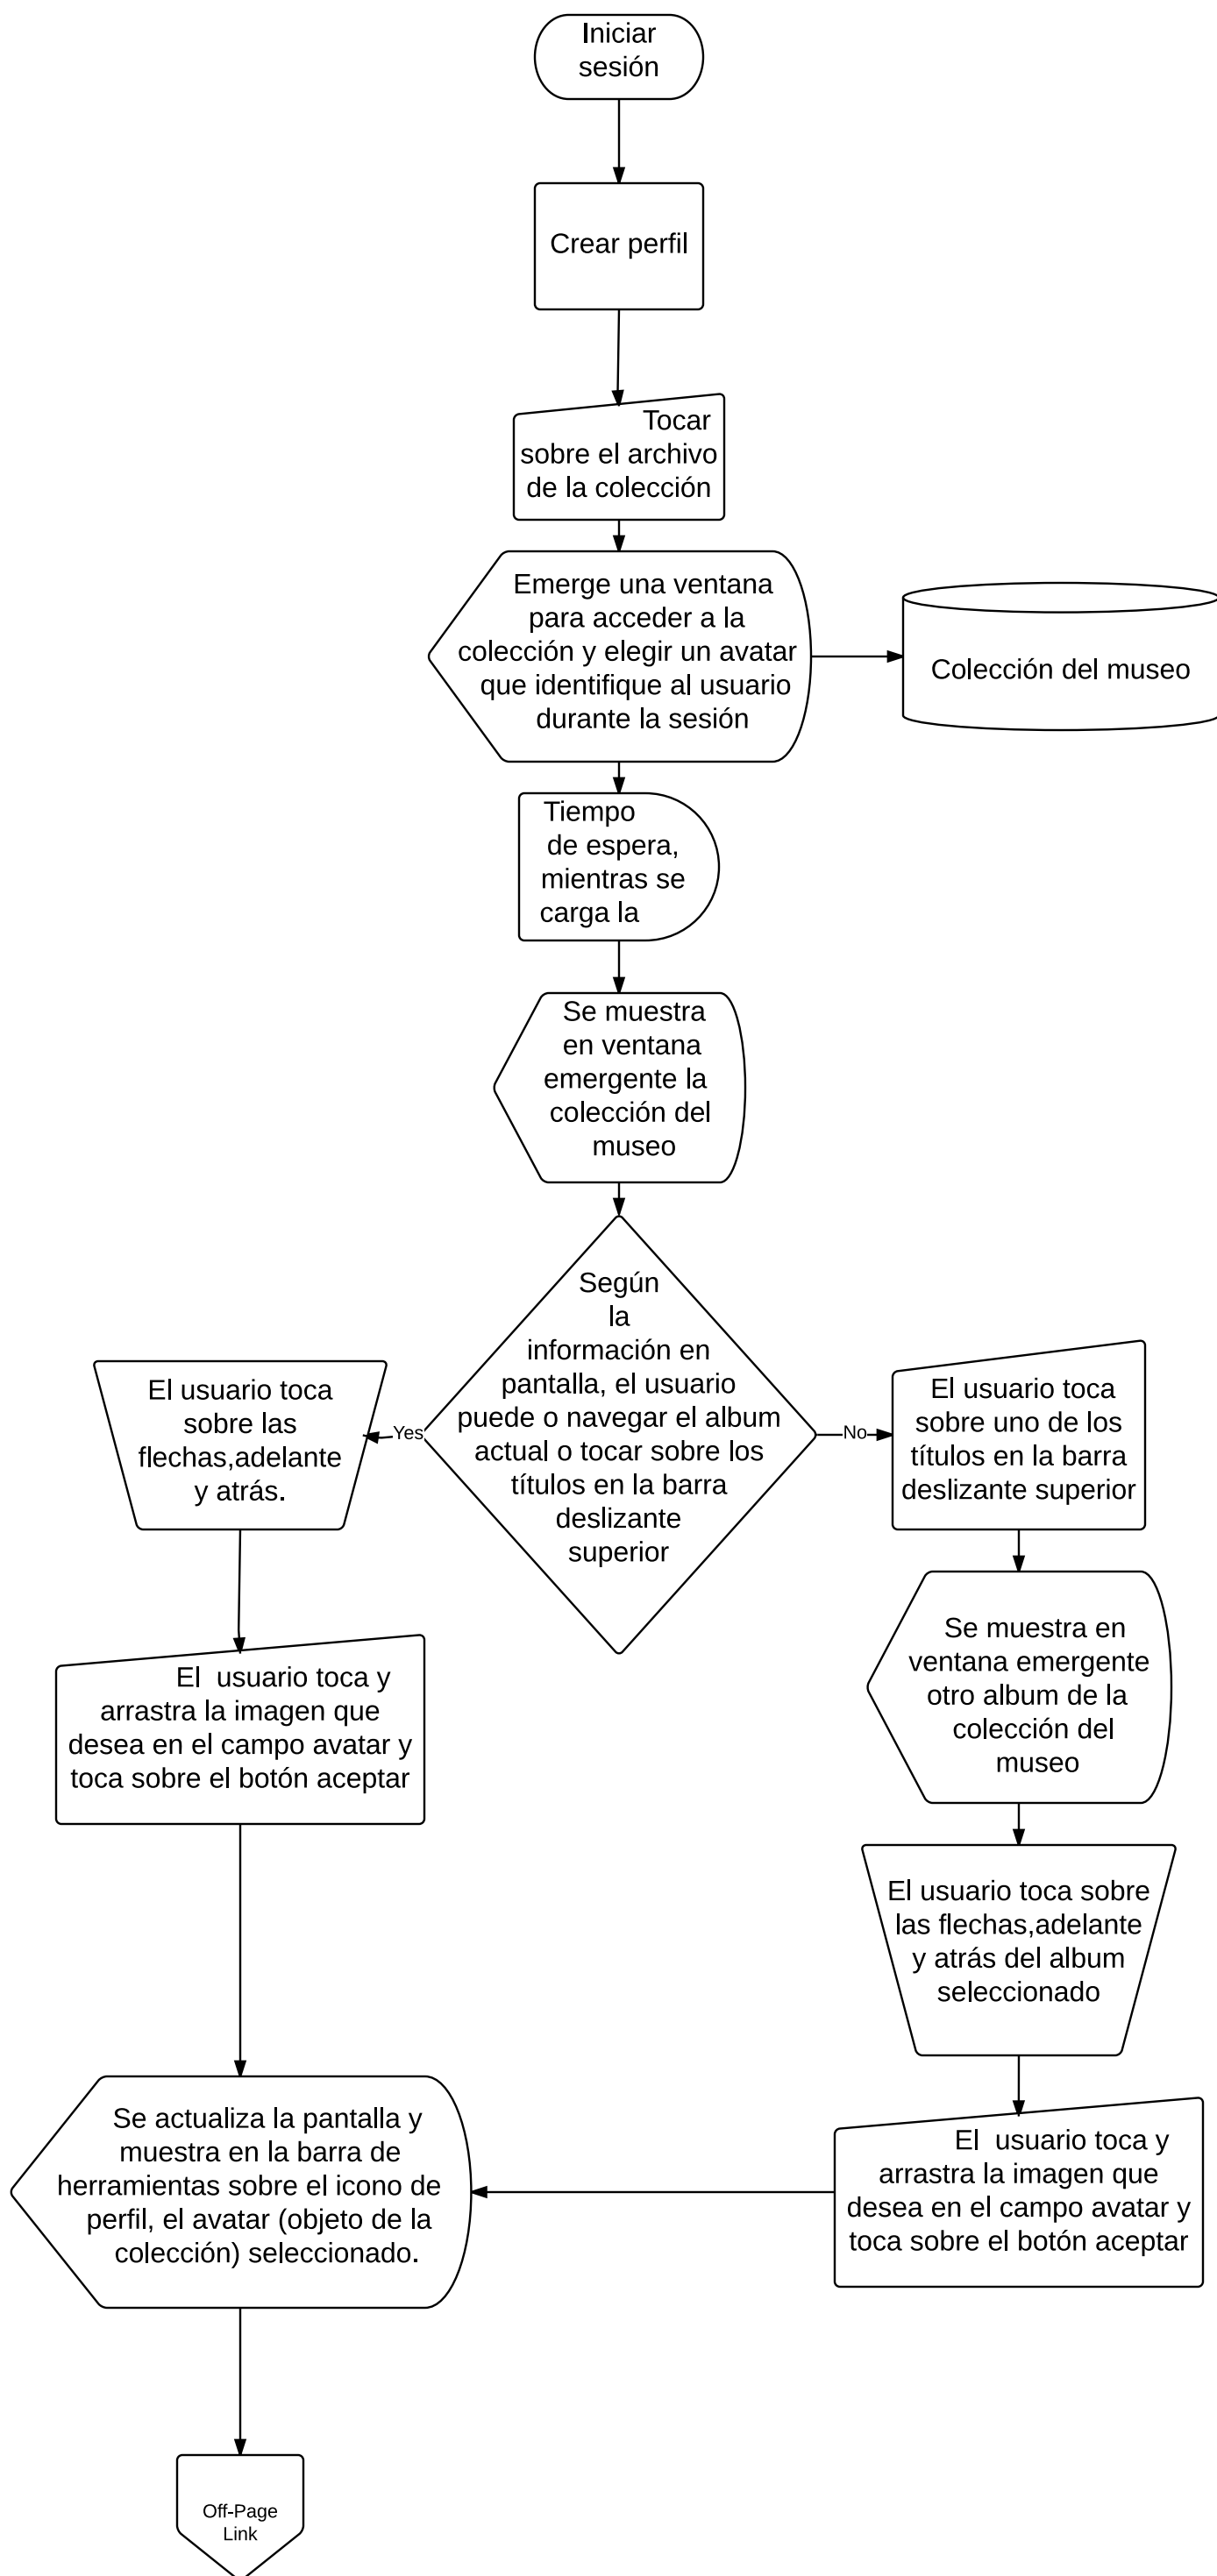 Iniciar
sesión
Crear perfil
Tocar
sobre el archivo
de la colección
Emerge una ventana
para acceder a la
colección y elegir un avatar
que identifique al usuario
durante la sesión
Colección del museo
Tiempo
de espera,
mientras se
carga la
Se muestra
en ventana
emergente la
colección del
museo
Según
la
información en
pantalla, el usuario
puede o navegar el album
actual o tocar sobre los
títulos en la barra
deslizante
superior
Yes
No
El usuario toca
sobre las
flechas,adelante
y atrás.
El usuario toca
sobre uno de los
títulos en la barra
deslizante superior
El  usuario toca y
arrastra la imagen que
desea en el campo avatar y
toca sobre el botón aceptar
Se muestra en
ventana emergente
otro album de la
colección del
museo
El usuario toca sobre
las flechas,adelante
y atrás del album
seleccionado
El  usuario toca y
arrastra la imagen que
desea en el campo avatar y
toca sobre el botón aceptar
Se actualiza la pantalla y
muestra en la barra de
herramientas sobre el icono de
perfil, el avatar (objeto de la
colección) seleccionado.
Off-Page
Link